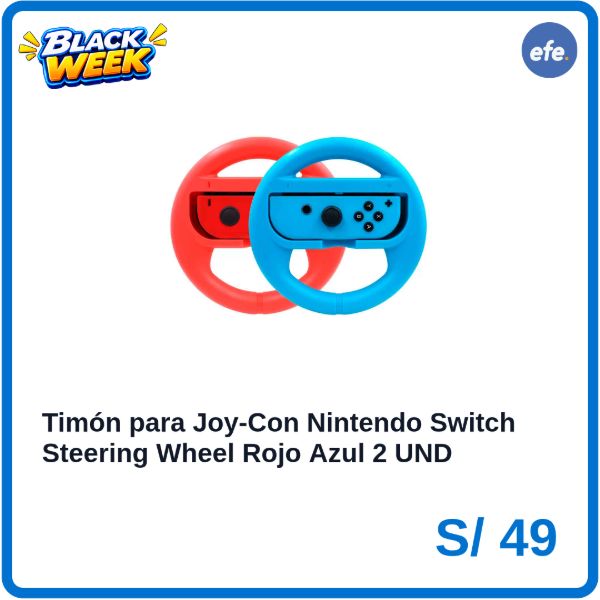 BLACK
WEEK
efe.
Timón para Joy-Con Nintendo Switch
Steering Wheel Rojo Azul 2 UND
S/ 49